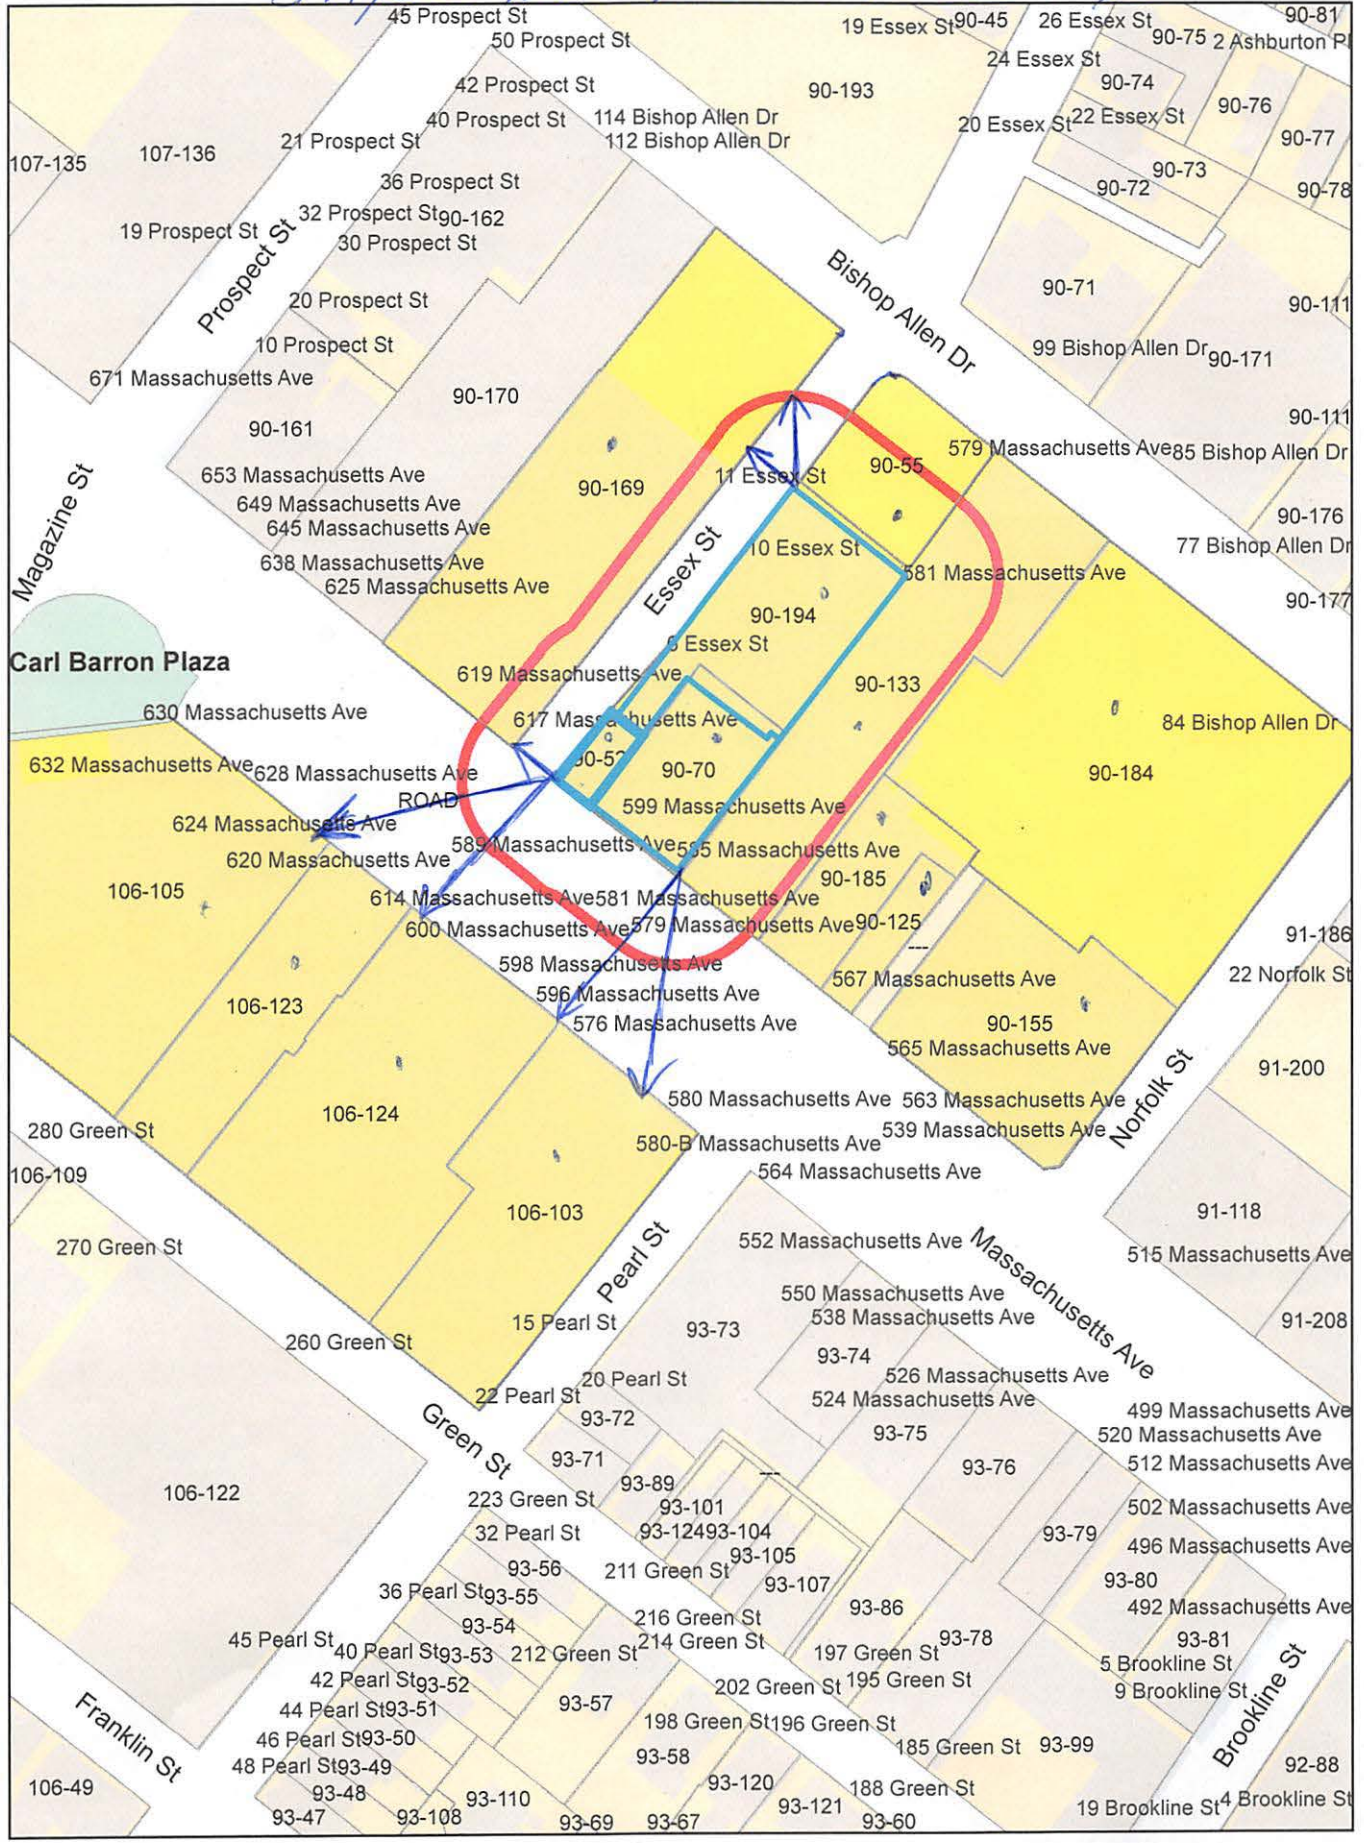 45 Prospect St
50 Prospect St
19 Essex St
90-45
26 Essex St
90-81
90-75
2 Ashburton Pl
24 Essex St
42 Prospect St
90-193
90-74
90-76
40 Prospect St
114 Bishop Allen Dr
22 Essex St
20 Essex St
21 Prospect St
112 Bishop Allen Dr
90-77
107-135
107-136
36 Prospect St
90-73
90-72
90-78
32 Prospect St
90-162
19 Prospect St
30 Prospect St
Prospect St
Bishop Allen Dr
20 Prospect St
90-71
90-111
10 Prospect St
99 Bishop Allen Dr
90-171
671 Massachusetts Ave
90-170
90-161
90-111
579 Massachusetts Ave
85 Bishop Allen Dr
653 Massachusetts Ave
11 Essex St
90-55
90-169
649 Massachusetts Ave
90-176
645 Massachusetts Ave
Magazine St
Essex St
10 Essex St
77 Bishop Allen Dr
638 Massachusetts Ave
581 Massachusetts Ave
625 Massachusetts Ave
90-177
90-194
6 Essex St
Carl Barron Plaza
619 Massachusetts Ave
90-133
630 Massachusetts Ave
617 Massachusetts Ave
84 Bishop Allen Dr
632 Massachusetts Ave
628 Massachusetts Ave
90-70
90-184
ROAD
599 Massachusetts Ave
624 Massachusetts Ave
589 Massachusetts Ave
585 Massachusetts Ave
620 Massachusetts Ave
106-105
90-185
614 Massachusetts Ave
581 Massachusetts Ave
600 Massachusetts Ave
579 Massachusetts Ave
90-125
91-186
---
598 Massachusetts Ave
22 Norfolk St
567 Massachusetts Ave
596 Massachusetts Ave
106-123
576 Massachusetts Ave
90-155
565 Massachusetts Ave
91-200
580 Massachusetts Ave
563 Massachusetts Ave
Norfolk St
106-124
280 Green St
580-B Massachusetts Ave
539 Massachusetts Ave
106-109
564 Massachusetts Ave
106-103
91-118
270 Green St
552 Massachusetts Ave
Massachusetts Ave
515 Massachusetts Ave
Pearl St
550 Massachusetts Ave
15 Pearl St
93-73
538 Massachusetts Ave
91-208
260 Green St
93-74
20 Pearl St
526 Massachusetts Ave
22 Pearl St
524 Massachusetts Ave
93-72
499 Massachusetts Ave
Green St
93-75
520 Massachusetts Ave
93-71
93-76
512 Massachusetts Ave
---
93-89
106-122
223 Green St
93-101
502 Massachusetts Ave
32 Pearl St
93-124
93-104
93-79
496 Massachusetts Ave
93-105
93-56
211 Green St
93-107
93-80
36 Pearl St
93-55
93-86
492 Massachusetts Ave
216 Green St
93-54
45 Pearl St
214 Green St
93-78
93-81
40 Pearl St
93-53
212 Green St
197 Green St
5 Brookline St
42 Pearl St
93-52
202 Green St
195 Green St
9 Brookline St
44 Pearl St
93-51
93-57
Brookline St
198 Green St
196 Green St
Franklin St
46 Pearl St
93-50
185 Green St
93-99
48 Pearl St
93-49
93-58
92-88
106-49
93-48
93-110
93-120
188 Green St
4 Brookline St
93-47
93-108
93-69
93-67
93-121
93-60
19 Brookline St